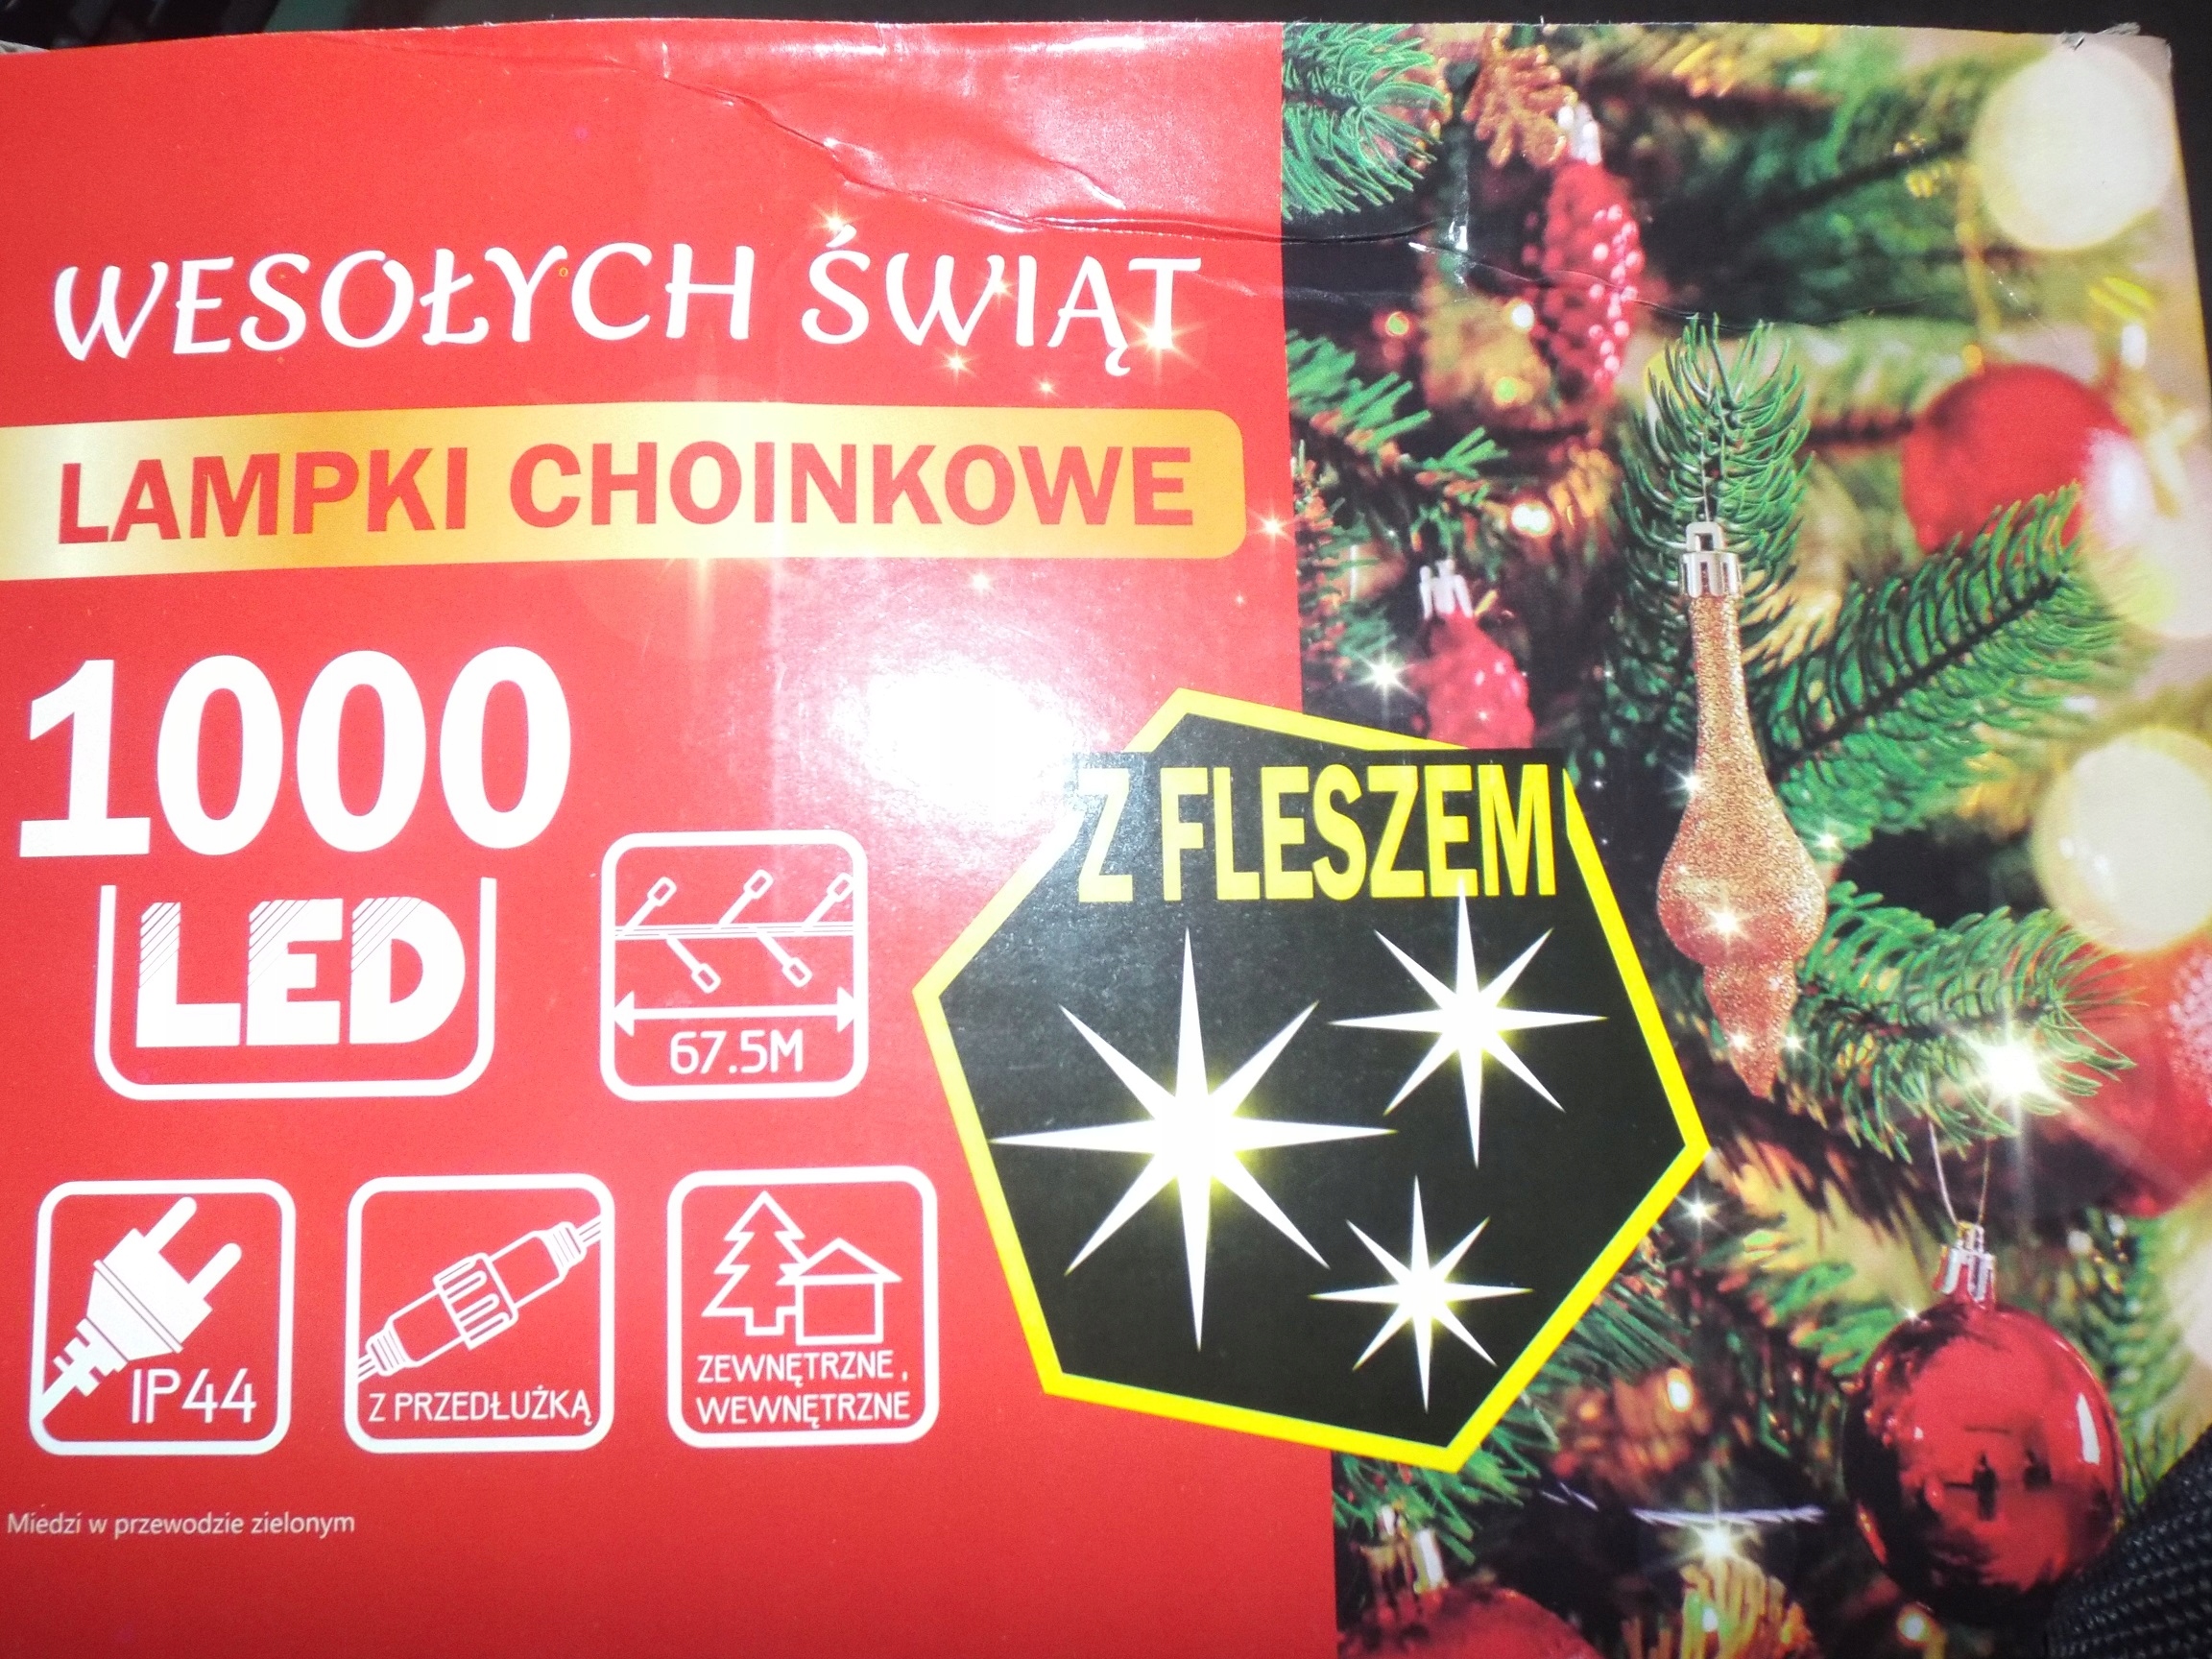 WESOŁYCH ŚWIĄT
LAMPKI CHOINKOWE
1000
LED
67.5M
Z FLESZEM
IP44
Z PRZEDŁUŻKĄ
ZEWNĘTRZNE,
WEWNĘTRZNE
Miedzi w przewodzie zielonym